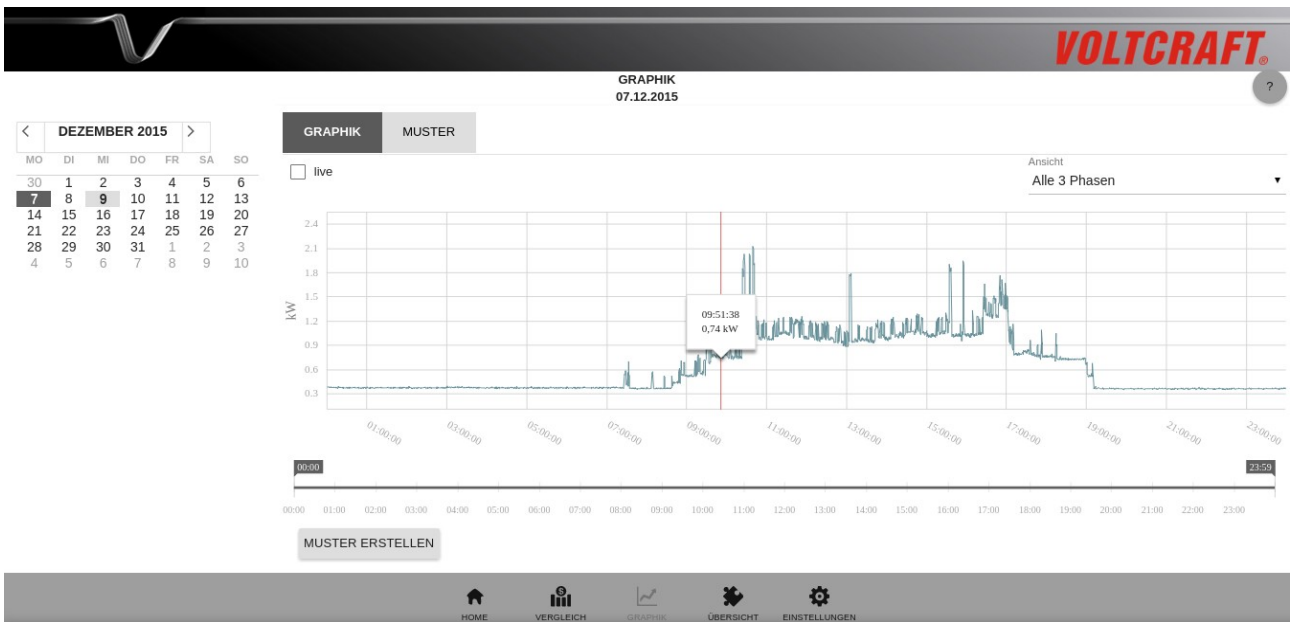 VOLTCRAFT®
GRAPHIK
07.12.2015
?
DEZEMBER 2015
MO DI MI DO FR SA SO
30 1 2 3 4 5 6
7 8 9 10 11 12 13
14 15 16 17 18 19 20
21 22 23 24 25 26 27
28 29 30 31 1 2 3
4 5 6 7 8 9 10
GRAPHIK MUSTER
live
Ansicht
Alle 3 Phasen
kW
2.4
2.1
1.8
1.5
1.2
0.9
0.6
0.3
09:51:38
0,74 kW
01:00:00 03:00:00 05:00:00 07:00:00 09:00:00 11:00:00 13:00:00 15:00:00 17:00:00 19:00:00 21:00:00 23:00:00
00:00 23:59
00:00 01:00 02:00 03:00 04:00 05:00 06:00 07:00 08:00 09:00 10:00 11:00 12:00 13:00 14:00 15:00 16:00 17:00 18:00 19:00 20:00 21:00 22:00 23:00
MUSTER ERSTELLEN
HOME VERGLEICH GRAPHIK ÜBERSICHT EINSTELLUNGEN